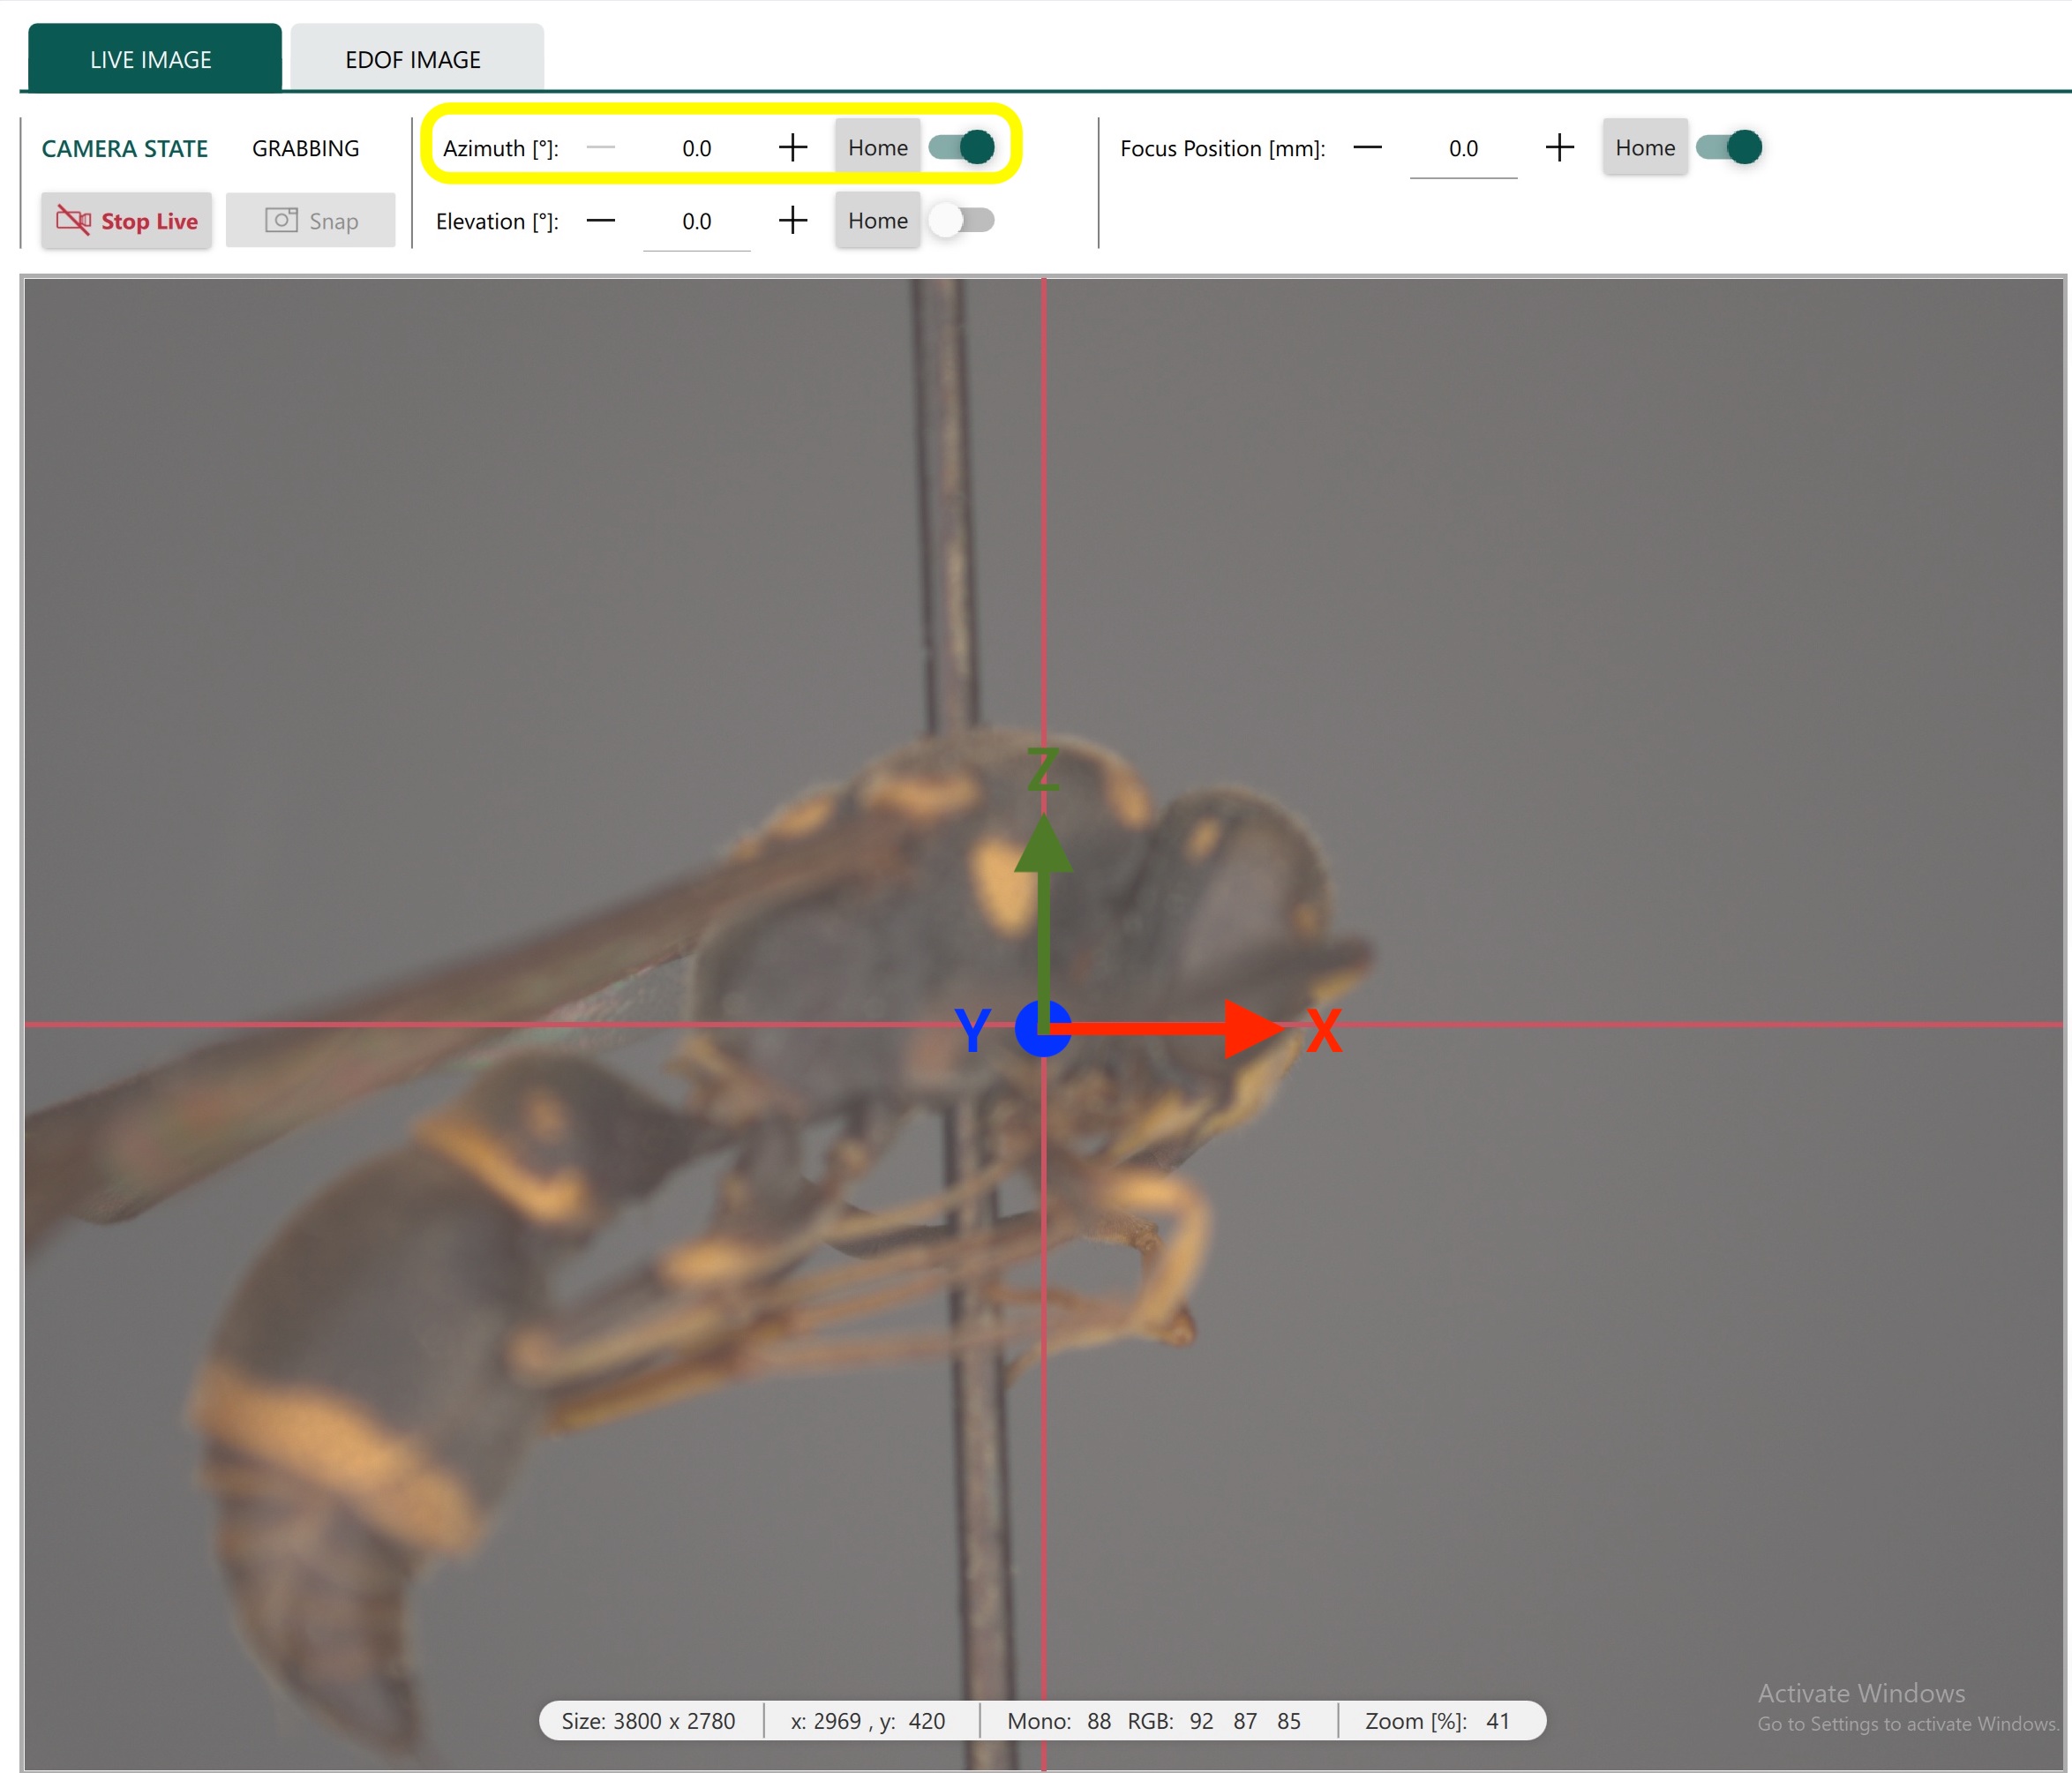 LIVE IMAGE EDOF IMAGE
CAMERA STATE GRABBING Azimuth [°]: — 0.0 + Home Focus Position [mm]: — 0.0 + Home
Stop Live Snap Elevation [°]: — 0.0 + Home
Z
Y X
Activate Windows
Go to Settings to activate Windows.
Size: 3800 x 2780 x: 2969 , y: 420 Mono: 88 RGB: 92 87 85 Zoom [%]: 41